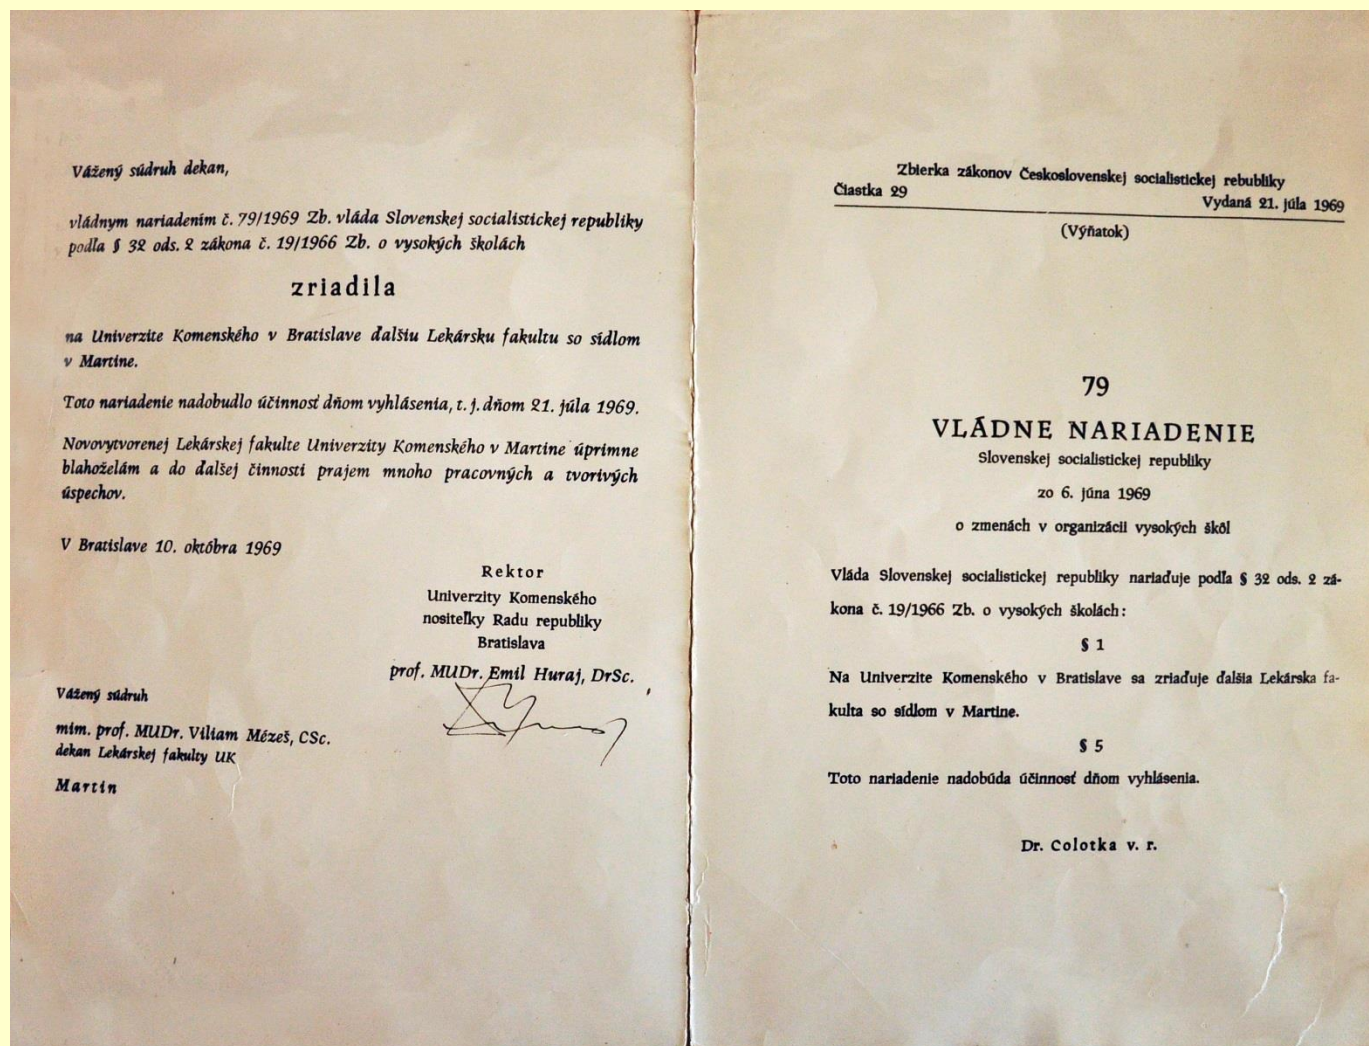 Vážený súdruh dekan,
vládnym nariadením č. 79/1969 Zb. vláda Slovenskej socialistickej republiky
podľa § 32 ods. 2 zákona č. 19/1966 Zb. o vysokých školách
zriadila
na Univerzite Komenského v Bratislave ďalšiu Lekársku fakultu so sídlom
v Martine.
Toto nariadenie nadobudlo účinnosť dňom vyhlásenia, t. j. dňom 21. júla 1969.
Novovytvorenej Lekárskej fakulte Univerzity Komenského v Martine úprimne
blahoželám a do ďalšej činnosti prajem mnoho pracovných a tvorivých
úspechov.
V Bratislave 10. októbra 1969
Rektor
Univerzity Komenského
nositeľky Radu republiky
Bratislava
prof. MUDr. Emil Huraj, DrSc.
Vážený súdruh
mim. prof. MUDr. Viliam Mézeš, CSc.
dekan Lekárskej fakulty UK
Martin
Zbierka zákonov Československej socialistickej rebubliky
Čiastka 29 Vydaná 21. júla 1969
(Výňatok)
79
VLÁDNE NARIADENIE
Slovenskej socialistickej republiky
zo 6. júna 1969
o zmenách v organizácii vysokých škôl
Vláda Slovenskej socialistickej republiky nariaďuje podľa § 32 ods. 2 zá-
kona č. 19/1966 Zb. o vysokých školách:
§ 1
Na Univerzite Komenského v Bratislave sa zriaďuje ďalšia Lekárska fa-
kulta so sídlom v Martine.
§ 5
Toto nariadenie nadobúda účinnosť dňom vyhlásenia.
Dr. Colotka v. r.